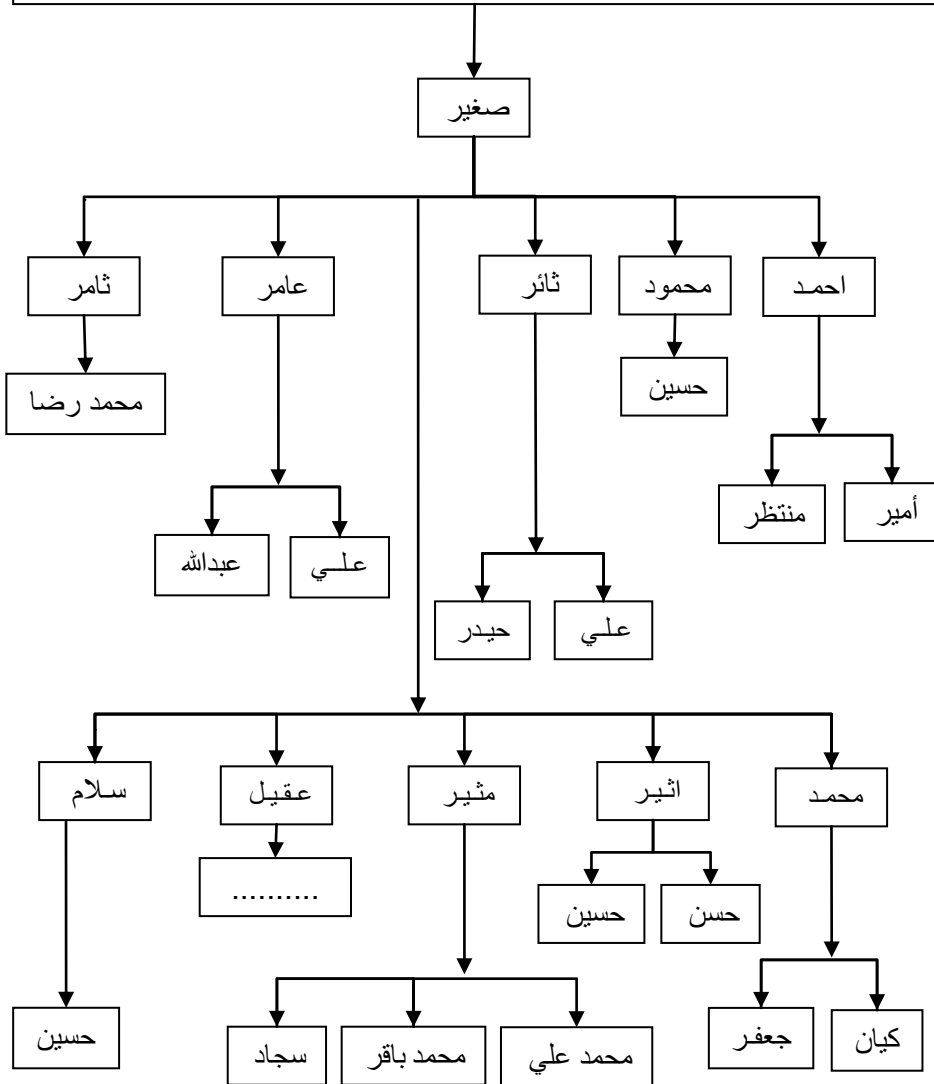 صغير
احمد
محمود
ثائر
عامر
ثامر
حسين
محمد رضا
أمير
منتظر
علي
عبدالله
علي
حيدر
محمد
اثير
مثير
عقيل
سلام
..........
حسن
حسين
كيان
جعفر
محمد علي
محمد باقر
سجاد
حسين